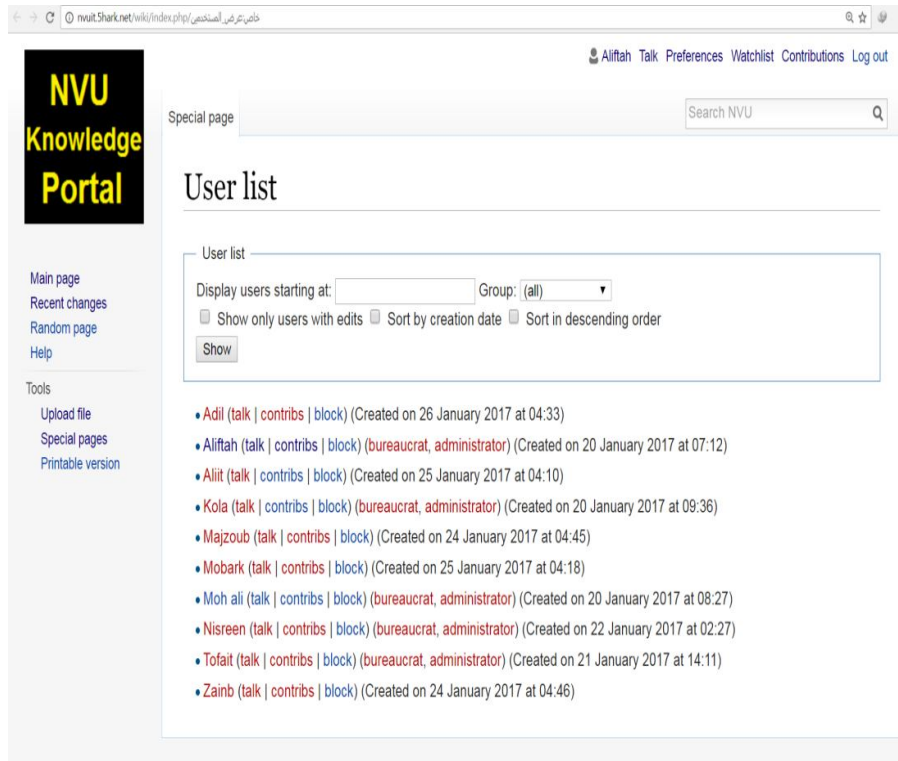 nvuit.5hark.net/wiki/index.php/خاص:عرض_المستخدمين
Aliftah Talk Preferences Watchlist Contributions Log out
NVU
Knowledge
Portal
Special page
Search NVU
User list
User list
Display users starting at: Group: (all)
Show only users with edits Sort by creation date Sort in descending order
Show
Main page
Recent changes
Random page
Help
Tools
Upload file
Special pages
Printable version
• Adil (talk | contribs | block) (Created on 26 January 2017 at 04:33)
• Aliftah (talk | contribs | block) (bureaucrat, administrator) (Created on 20 January 2017 at 07:12)
• Aliit (talk | contribs | block) (Created on 25 January 2017 at 04:10)
• Kola (talk | contribs | block) (bureaucrat, administrator) (Created on 20 January 2017 at 09:36)
• Majzoub (talk | contribs | block) (Created on 24 January 2017 at 04:45)
• Mobark (talk | contribs | block) (Created on 25 January 2017 at 04:18)
• Moh ali (talk | contribs | block) (bureaucrat, administrator) (Created on 20 January 2017 at 08:27)
• Nisreen (talk | contribs | block) (bureaucrat, administrator) (Created on 22 January 2017 at 02:27)
• Tofait (talk | contribs | block) (bureaucrat, administrator) (Created on 21 January 2017 at 14:11)
• Zainb (talk | contribs | block) (Created on 24 January 2017 at 04:46)